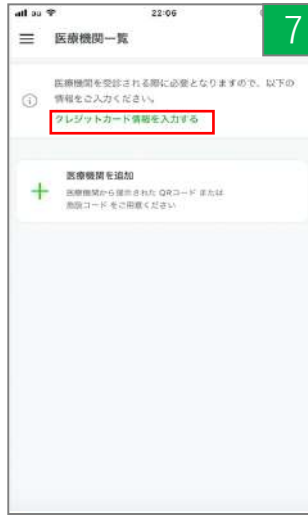 au
22:06
7
医療機関一覧
医療機関を受診される際に必要となりますので、以下の
情報をご入力ください。
クレジットカード情報を入力する
医療機関を追加
医療機関から提示された QRコード または
施設コード をご用意ください